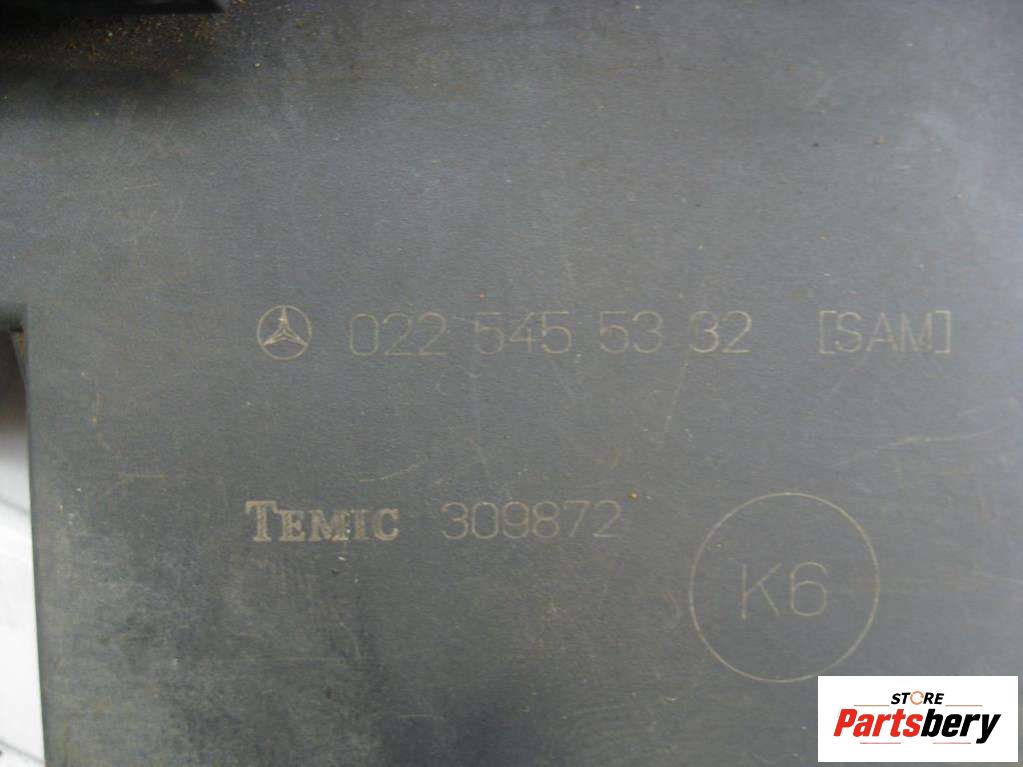 022 545 53 32 [SAM]
TEMIC 309872
K6
STORE
Partsbery